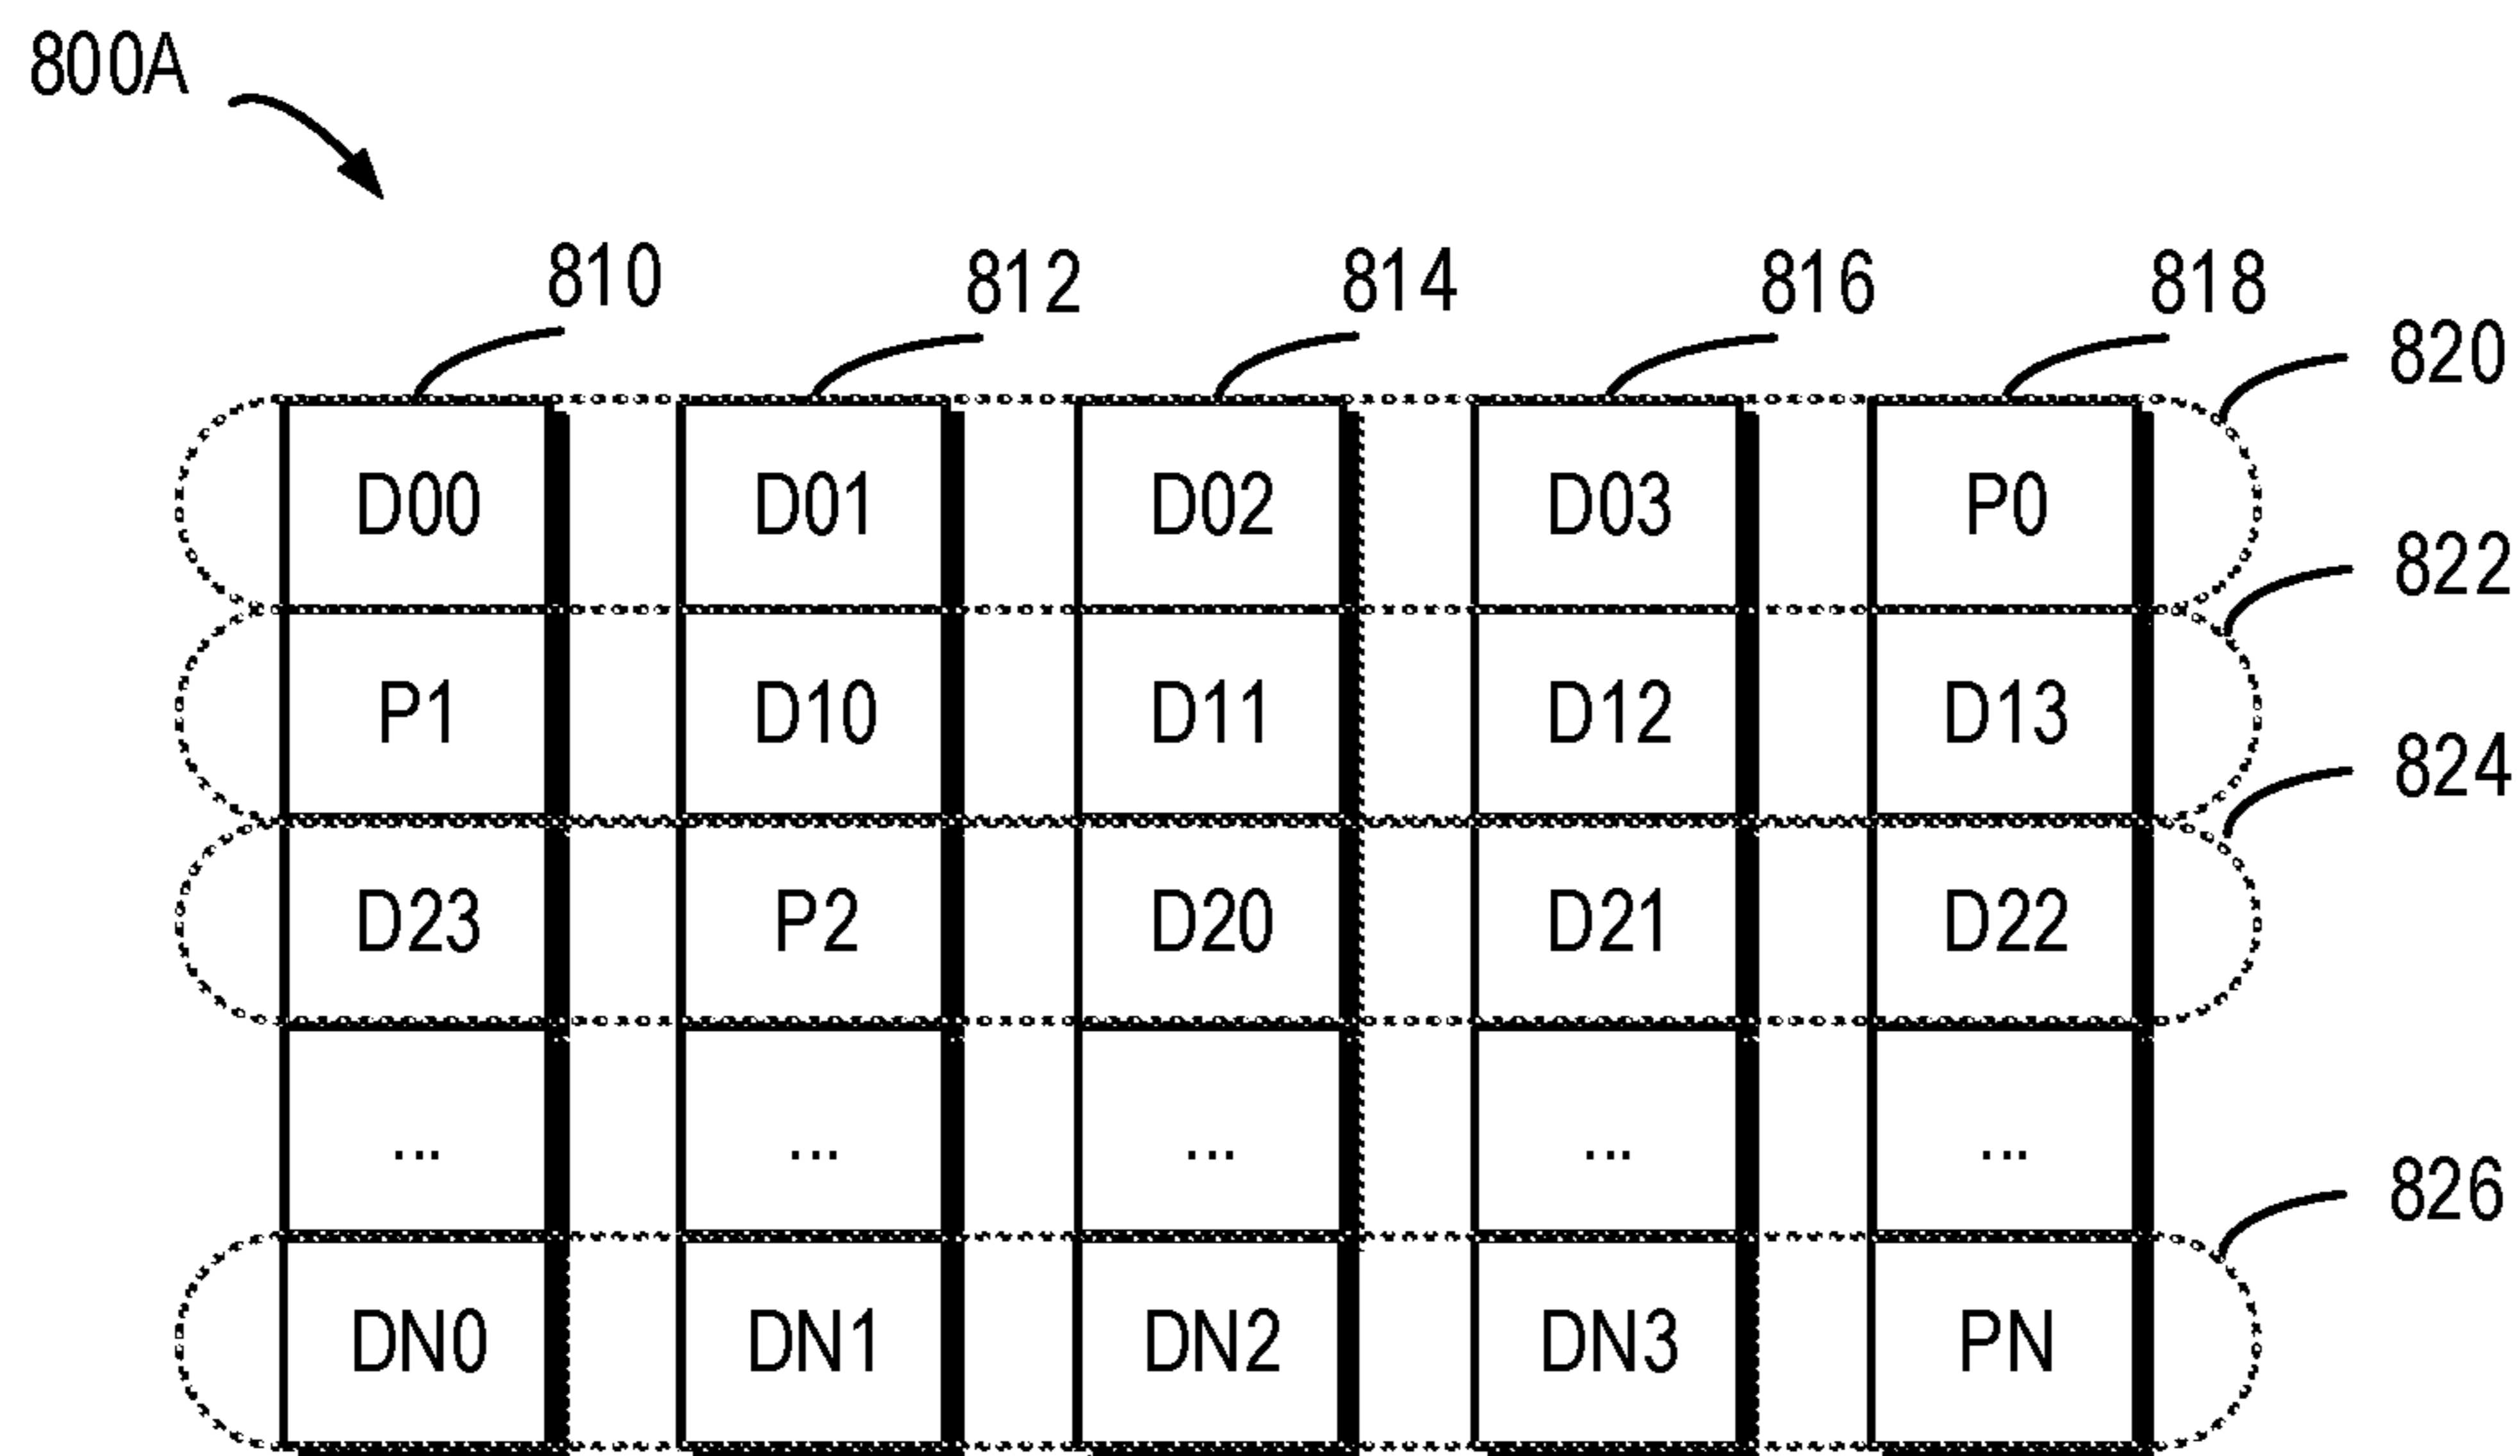 800A
810 812 814 816 818
820
D00 D01 D02 D03 P0
822
P1 D10 D11 D12 D13
824
D23 P2 D20 D21 D22
... ... ... ... ...
826
DN0 DN1 DN2 DN3 PN